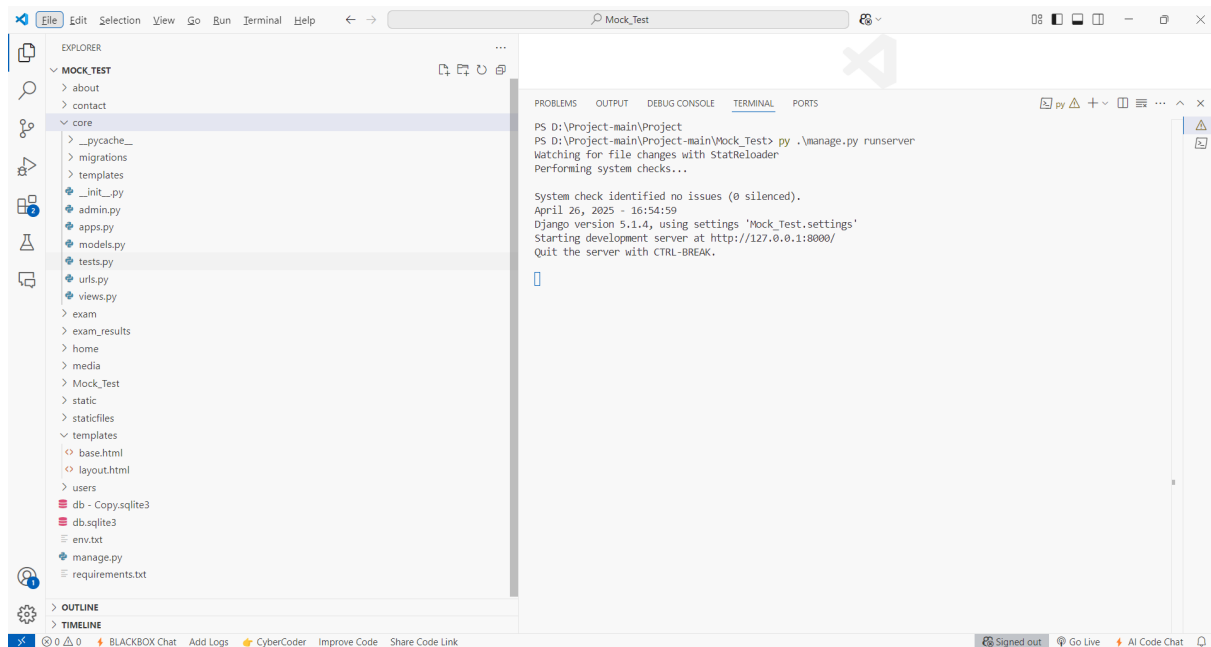 File Edit Selection View Go Run Terminal Help
Mock_Test
EXPLORER
MOCK_TEST
about
contact
core
__pycache__
migrations
templates
__init__.py
admin.py
apps.py
models.py
tests.py
urls.py
views.py
exam
exam_results
home
media
Mock_Test
static
staticfiles
templates
base.html
layout.html
users
db - Copy.sqlite3
db.sqlite3
env.txt
manage.py
requirements.txt
OUTLINE
TIMELINE
2
1
PROBLEMS OUTPUT DEBUG CONSOLE TERMINAL PORTS
py
PS D:\Project-main\Project
PS D:\Project-main\Project-main\Mock_Test> py .\manage.py runserver
Watching for file changes with StatReloader
Performing system checks...
System check identified no issues (0 silenced).
April 26, 2025 - 16:54:59
Django version 5.1.4, using settings 'Mock_Test.settings'
Starting development server at http://127.0.0.1:8000/
Quit the server with CTRL-BREAK.
0 0 BLACKBOX Chat Add Logs CyberCoder Improve Code Share Code Link
Signed out Go Live AI Code Chat